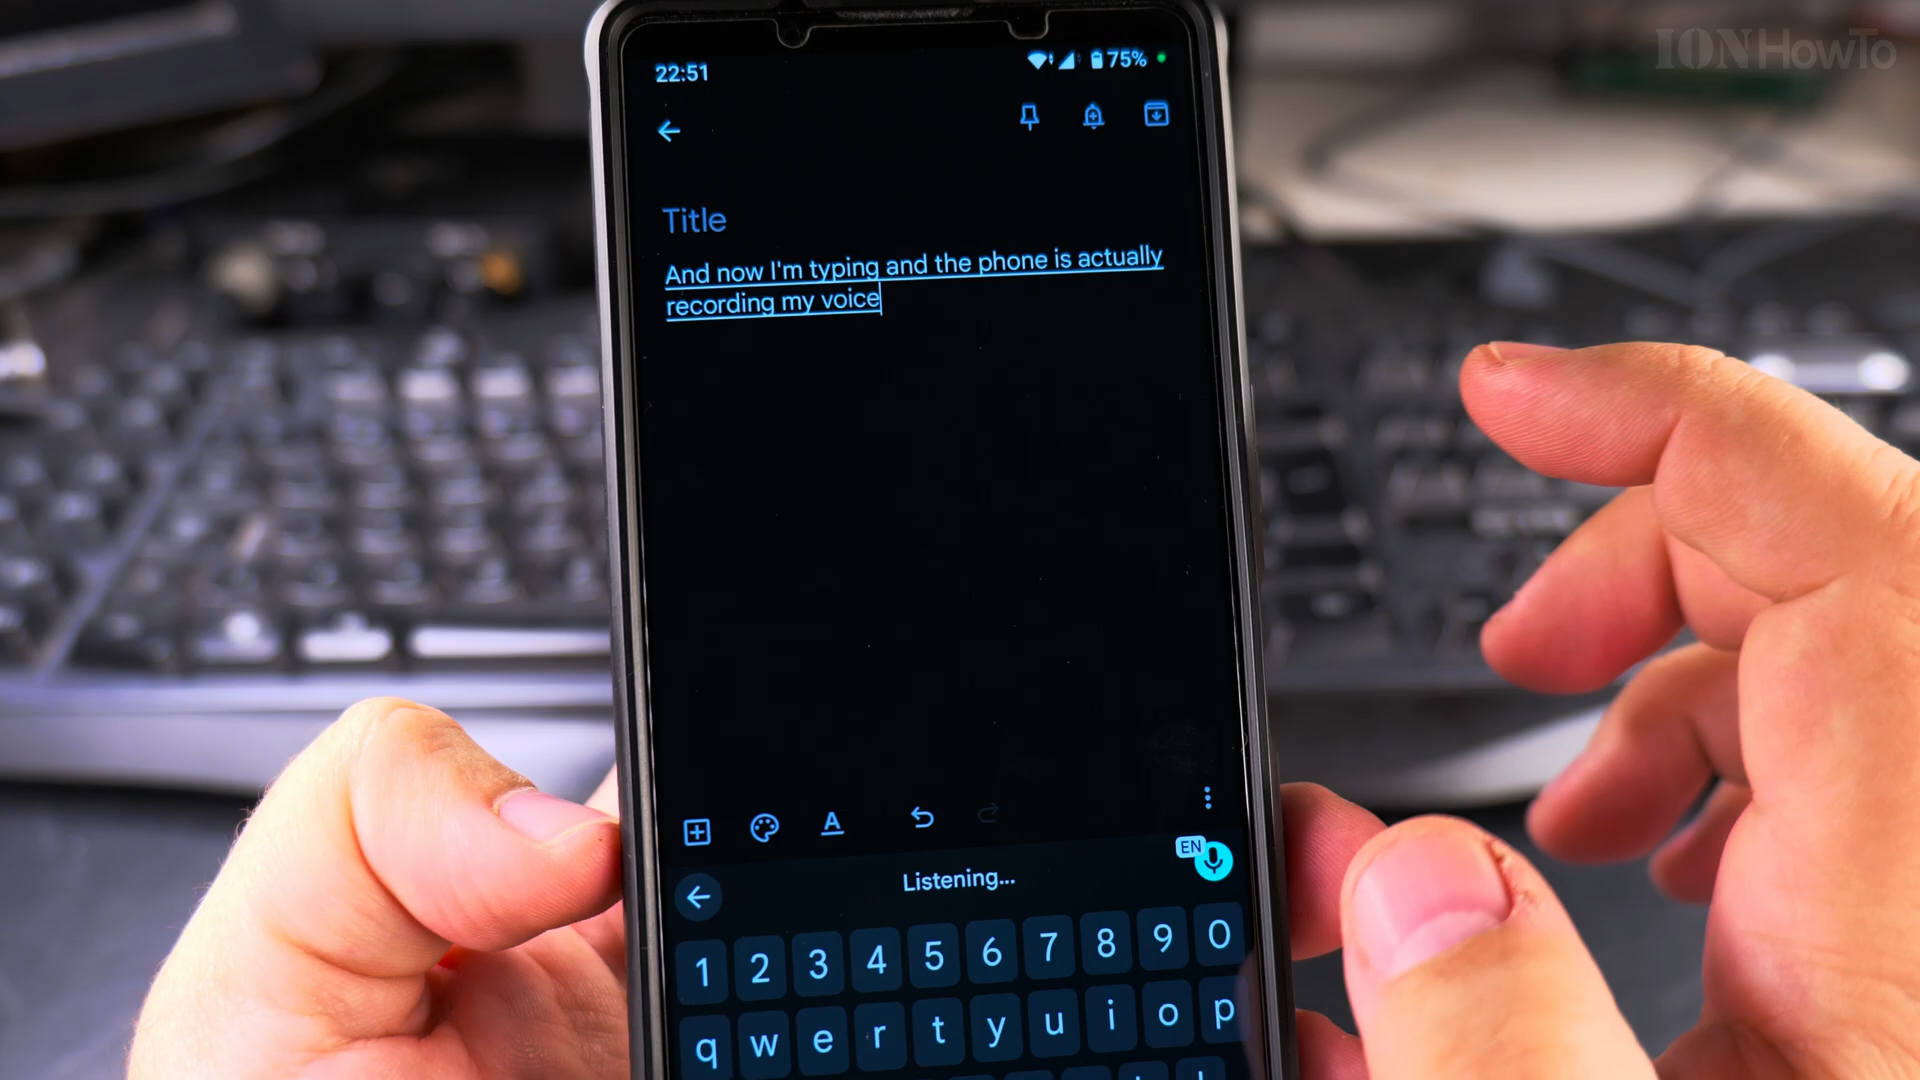 IONHowTo
22:51
75%
Title
And now I'm typing and the phone is actually
recording my voice
A
EN
Listening...
1 2 3 4 5 6 7 8 9 0
q w e r t y u i o p